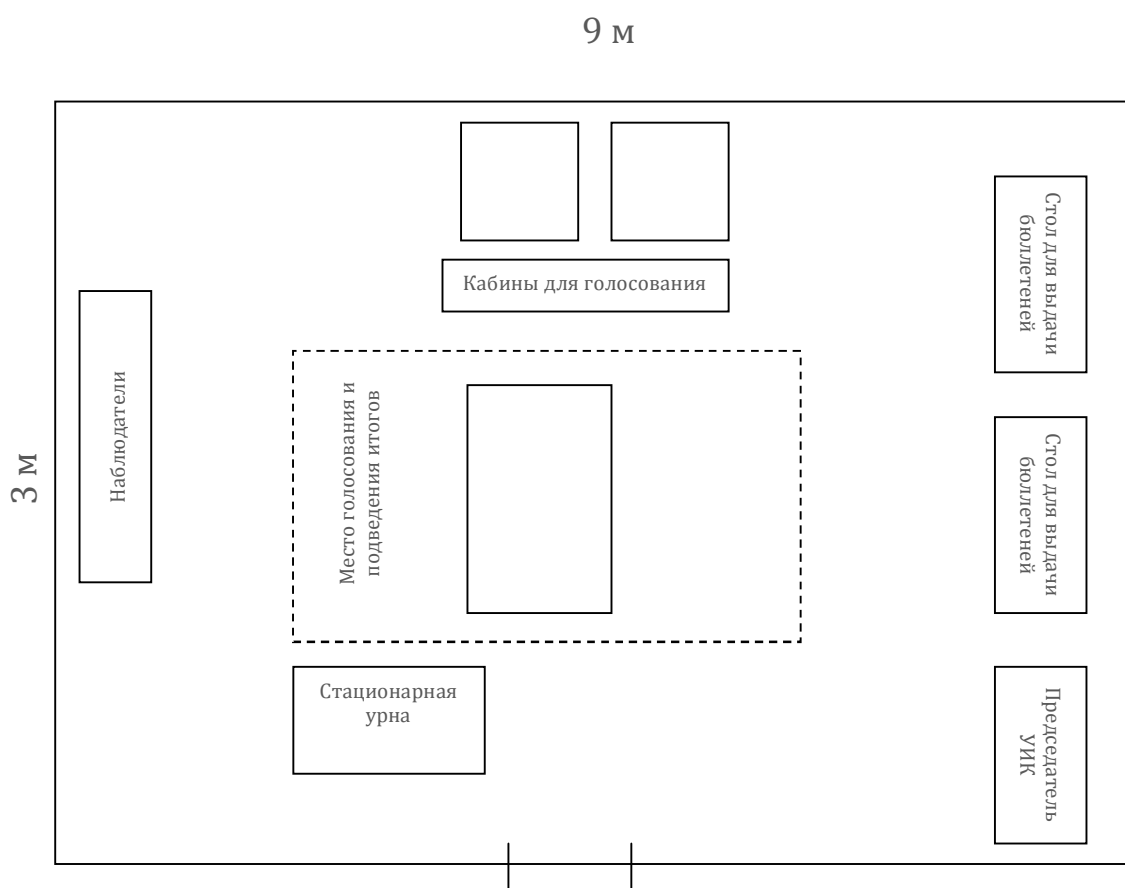 9 м
Кабины для голосования
Стол для выдачи
бюллетеней
Наблюдатели
3 м
Место голосования и
подведения итогов
Стол для выдачи
бюллетеней
Стационарная
урна
Председатель
УИК